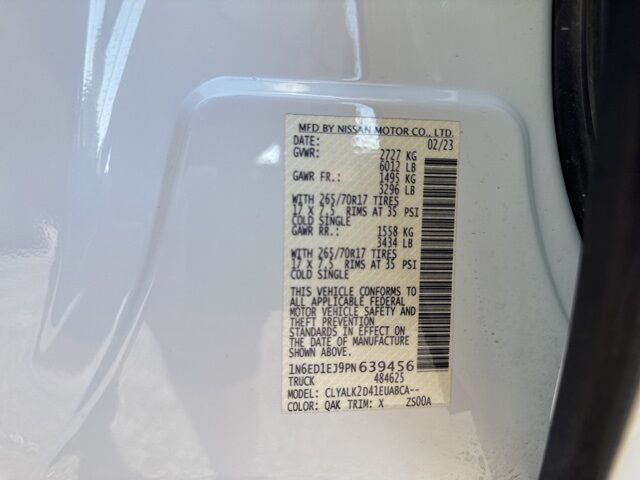 MFD BY NISSAN MOTOR CO., LTD.
DATE: 02/23
GVWR: 2727 KG
6012 LB
GAWR FR.: 1495 KG
3296 LB
WITH 265/70R17 TIRES
17 X 7.5 RIMS AT 35 PSI
COLD SINGLE
GAWR RR.: 1558 KG
3434 LB
WITH 265/70R17 TIRES
17 X 7.5 RIMS AT 35 PSI
COLD SINGLE
THIS VEHICLE CONFORMS TO
ALL APPLICABLE FEDERAL
MOTOR VEHICLE SAFETY AND
THEFT PREVENTION
STANDARDS IN EFFECT ON
THE DATE OF MANUFACTURE
SHOWN ABOVE.
1N6ED1EJ9PN639456
TRUCK 484625
MODEL: CLYALK2D41EUABCA--
COLOR: QAK TRIM: X ZS00A